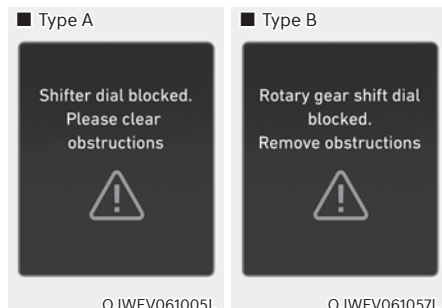 ■ Type A
Shifter dial blocked.
Please clear
obstructions
OJWEV061005L
■ Type B
Rotary gear shift dial
blocked.
Remove obstructions
OJWEV061057L